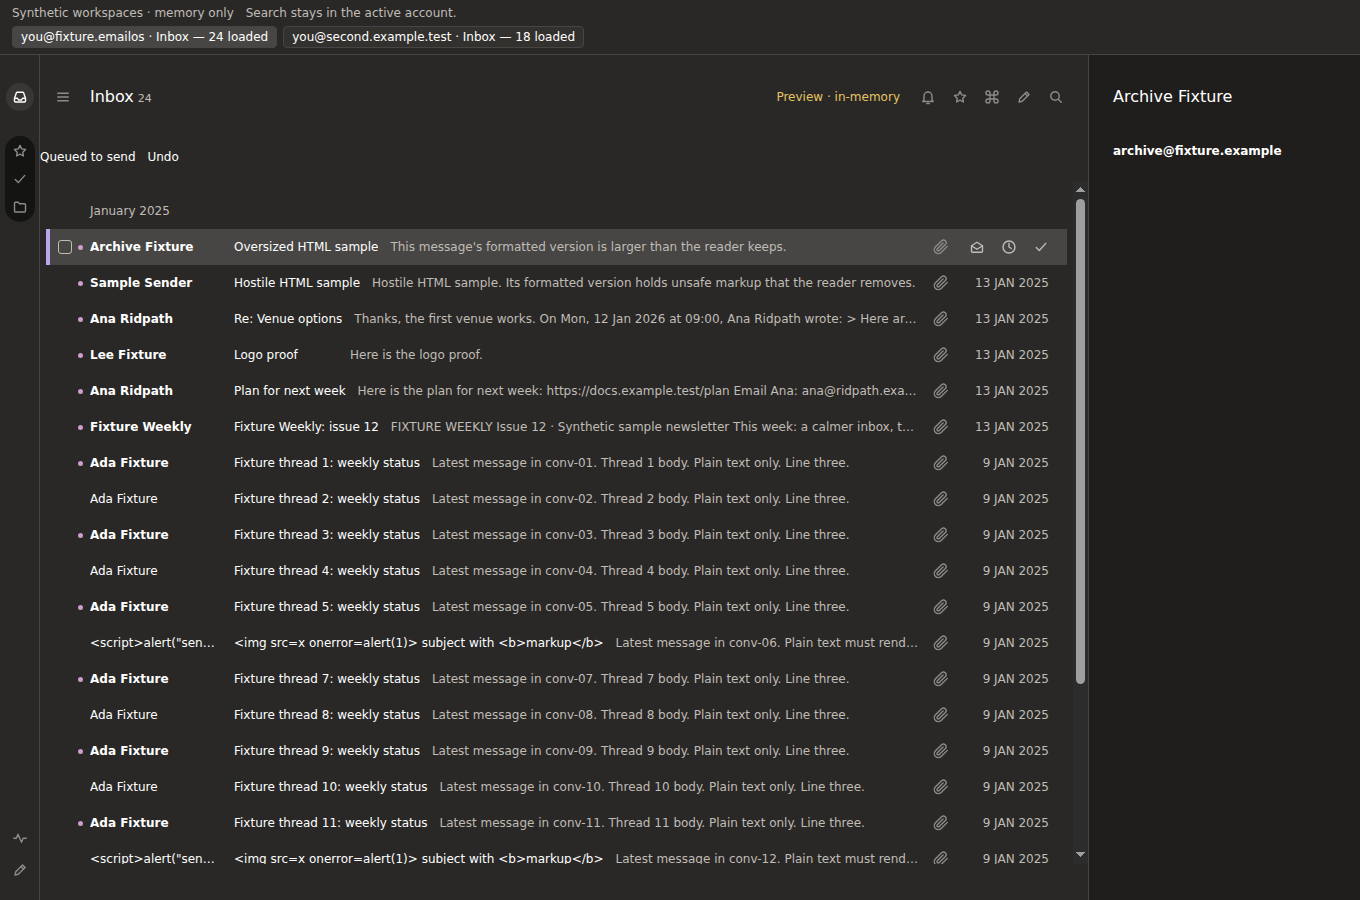 Synthetic workspaces · memory only Search stays in the active account.
you@fixture.emailos · Inbox — 24 loaded you@second.example.test · Inbox — 18 loaded
Inbox 24 Preview · in-memory
Archive Fixture
archive@fixture.example
Queued to send Undo
January 2025
Archive Fixture Oversized HTML sample This message's formatted version is larger than the reader keeps.
Sample Sender Hostile HTML sample Hostile HTML sample. Its formatted version holds unsafe markup that the reader removes. 13 JAN 2025
Ana Ridpath Re: Venue options Thanks, the first venue works. On Mon, 12 Jan 2026 at 09:00, Ana Ridpath wrote: > Here ar… 13 JAN 2025
Lee Fixture Logo proof Here is the logo proof. 13 JAN 2025
Ana Ridpath Plan for next week Here is the plan for next week: https://docs.example.test/plan Email Ana: ana@ridpath.exa… 13 JAN 2025
Fixture Weekly Fixture Weekly: issue 12 FIXTURE WEEKLY Issue 12 · Synthetic sample newsletter This week: a calmer inbox, t… 13 JAN 2025
Ada Fixture Fixture thread 1: weekly status Latest message in conv-01. Thread 1 body. Plain text only. Line three. 9 JAN 2025
Ada Fixture Fixture thread 2: weekly status Latest message in conv-02. Thread 2 body. Plain text only. Line three. 9 JAN 2025
Ada Fixture Fixture thread 3: weekly status Latest message in conv-03. Thread 3 body. Plain text only. Line three. 9 JAN 2025
Ada Fixture Fixture thread 4: weekly status Latest message in conv-04. Thread 4 body. Plain text only. Line three. 9 JAN 2025
Ada Fixture Fixture thread 5: weekly status Latest message in conv-05. Thread 5 body. Plain text only. Line three. 9 JAN 2025
<script>alert("sen… <img src=x onerror=alert(1)> subject with <b>markup</b> Latest message in conv-06. Plain text must rend… 9 JAN 2025
Ada Fixture Fixture thread 7: weekly status Latest message in conv-07. Thread 7 body. Plain text only. Line three. 9 JAN 2025
Ada Fixture Fixture thread 8: weekly status Latest message in conv-08. Thread 8 body. Plain text only. Line three. 9 JAN 2025
Ada Fixture Fixture thread 9: weekly status Latest message in conv-09. Thread 9 body. Plain text only. Line three. 9 JAN 2025
Ada Fixture Fixture thread 10: weekly status Latest message in conv-10. Thread 10 body. Plain text only. Line three. 9 JAN 2025
Ada Fixture Fixture thread 11: weekly status Latest message in conv-11. Thread 11 body. Plain text only. Line three. 9 JAN 2025
<script>alert("sen… <img src=x onerror=alert(1)> subject with <b>markup</b> Latest message in conv-12. Plain text must rend… 9 JAN 2025